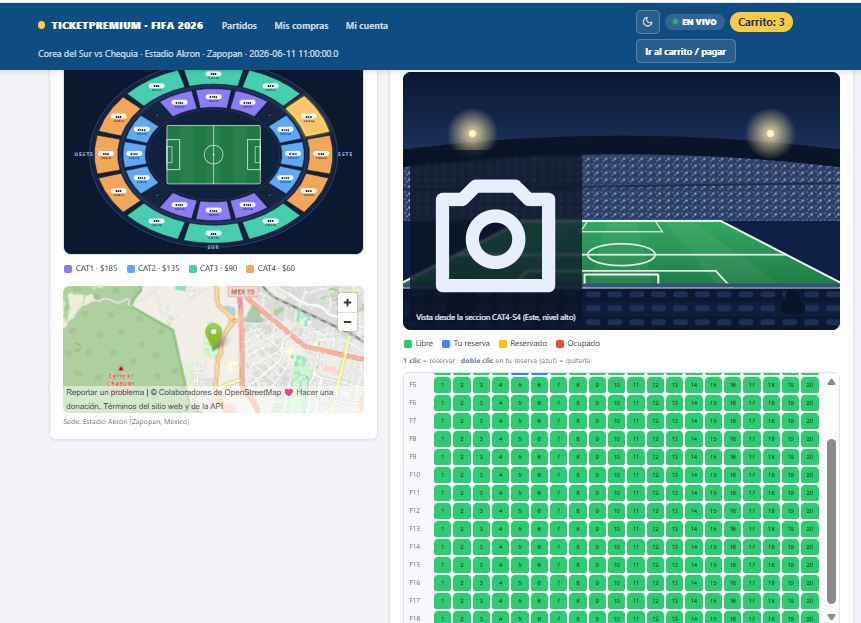 TICKETPREMIUM - FIFA 2026
Partidos
Mis compras
Mi cuenta
EN VIVO
Carrito: 3
Corea del Sur vs Chequia · Estadio Akron · Zapopan · 2026-06-11 11:00:00.0
Ir al carrito / pagar
OESTE
ESTE
SUR
CAT1 · $185
CAT2 · $135
CAT3 · $90
CAT4 · $60
MEX 15
+
−
Reportar un problema | © Colaboradores de OpenStreetMap ♥ Hacer una
donación. Términos del sitio web y de la API
Sede: Estadio Akron (Zapopan, Mexico)
Vista desde la seccion CAT4-S4 (Este, nivel alto)
Libre
Tu reserva
Reservado
Ocupado
1 clic = reservar · doble clic en tu reserva (azul) = quitarla.
F5 1 2 3 4 5 6 7 8 9 10 11 12 13 14 15 16 17 18 19 20
F6 1 2 3 4 5 6 7 8 9 10 11 12 13 14 15 16 17 18 19 20
F7 1 2 3 4 5 6 7 8 9 10 11 12 13 14 15 16 17 18 19 20
F8 1 2 3 4 5 6 7 8 9 10 11 12 13 14 15 16 17 18 19 20
F9 1 2 3 4 5 6 7 8 9 10 11 12 13 14 15 16 17 18 19 20
F10 1 2 3 4 5 6 7 8 9 10 11 12 13 14 15 16 17 18 19 20
F11 1 2 3 4 5 6 7 8 9 10 11 12 13 14 15 16 17 18 19 20
F12 1 2 3 4 5 6 7 8 9 10 11 12 13 14 15 16 17 18 19 20
F13 1 2 3 4 5 6 7 8 9 10 11 12 13 14 15 16 17 18 19 20
F14 1 2 3 4 5 6 7 8 9 10 11 12 13 14 15 16 17 18 19 20
F15 1 2 3 4 5 6 7 8 9 10 11 12 13 14 15 16 17 18 19 20
F16 1 2 3 4 5 6 7 8 9 10 11 12 13 14 15 16 17 18 19 20
F17 1 2 3 4 5 6 7 8 9 10 11 12 13 14 15 16 17 18 19 20
F18 1 2 3 4 5 6 7 8 9 10 11 12 13 14 15 16 17 18 19 20